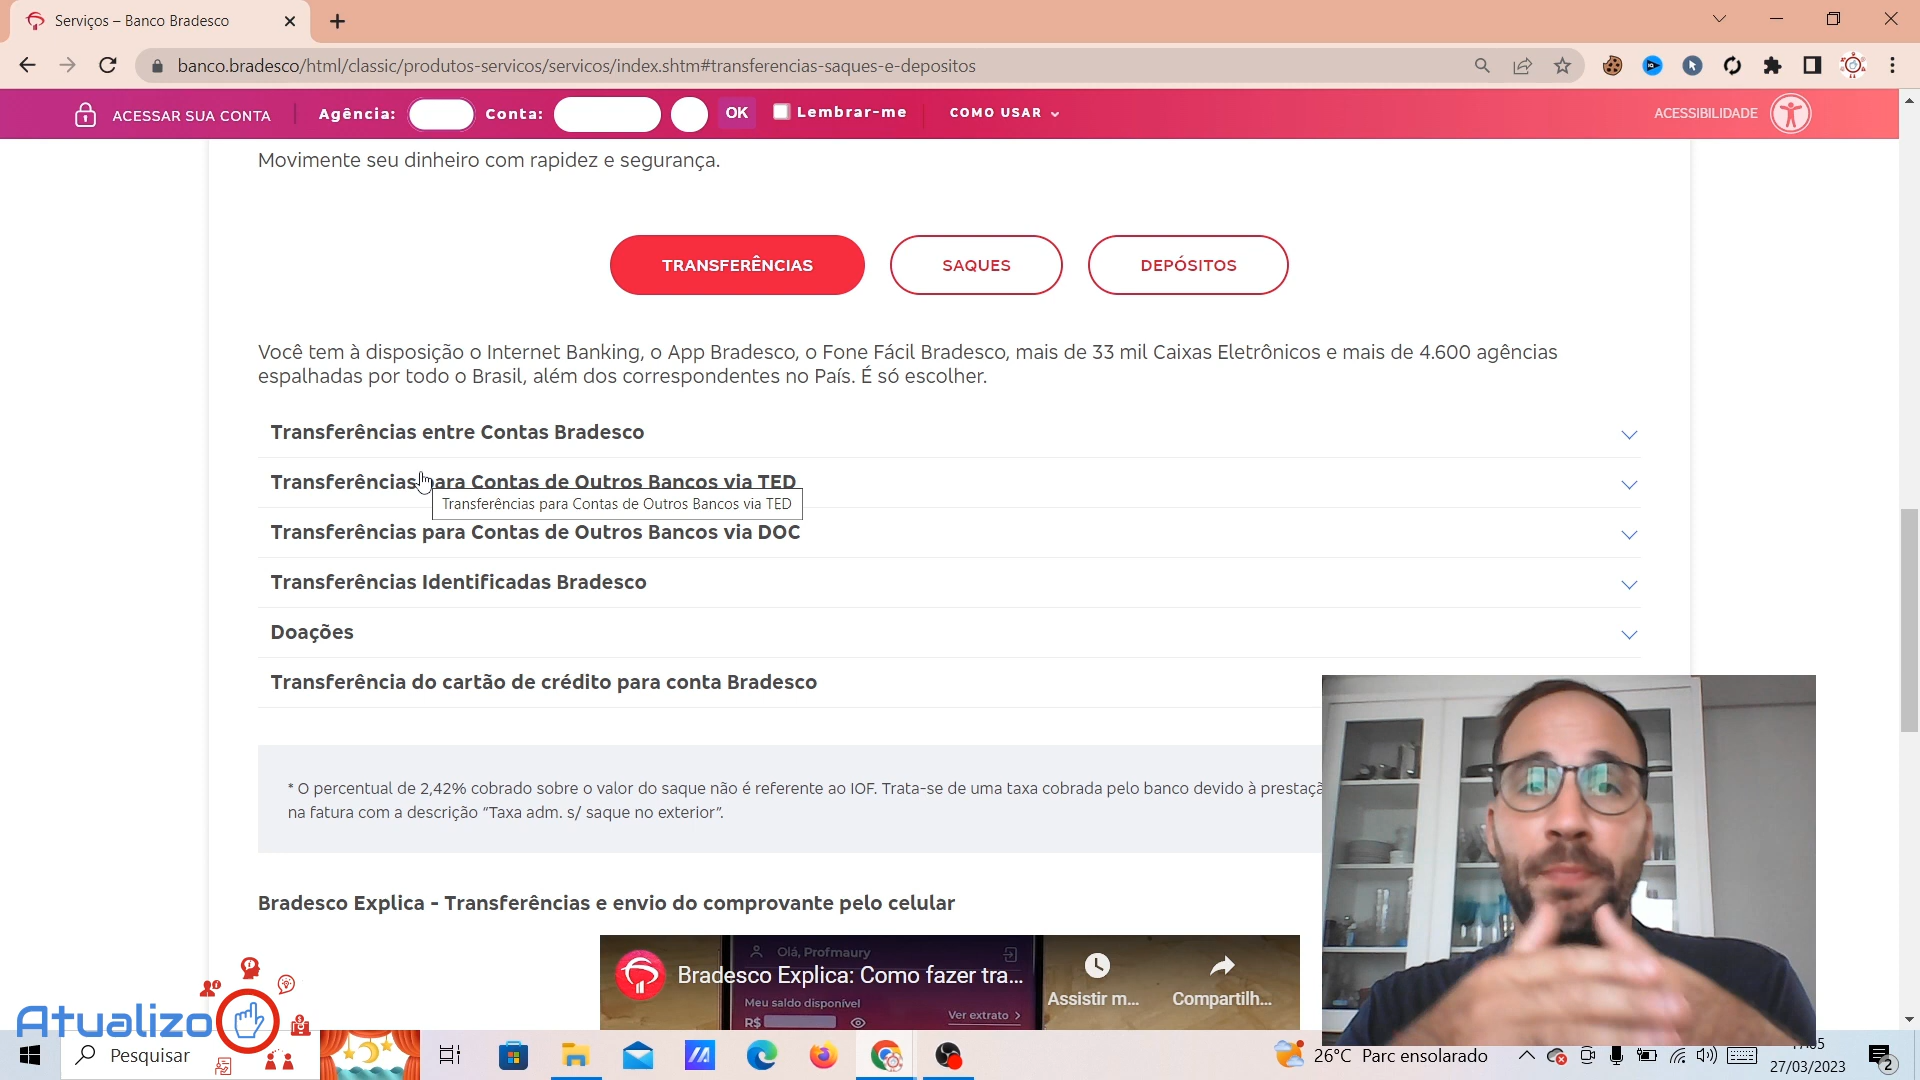 Serviços – Banco Bradesco
banco.bradesco/html/classic/produtos-servicos/servicos/index.shtm#transferencias-saques-e-depositos
ACESSAR SUA CONTA
Agência:
Conta:
OK
Lembrar-me
COMO USAR
ACESSIBILIDADE
Movimente seu dinheiro com rapidez e segurança.
TRANSFERÊNCIAS
SAQUES
DEPÓSITOS
Você tem à disposição o Internet Banking, o App Bradesco, o Fone Fácil Bradesco, mais de 33 mil Caixas Eletrônicos e mais de 4.600 agências
espalhadas por todo o Brasil, além dos correspondentes no País. É só escolher.
Transferências entre Contas Bradesco
Transferências para Contas de Outros Bancos via TED
Transferências para Contas de Outros Bancos via TED
Transferências para Contas de Outros Bancos via DOC
Transferências Identificadas Bradesco
Doações
Transferência do cartão de crédito para conta Bradesco
* O percentual de 2,42% cobrado sobre o valor do saque não é referente ao IOF. Trata-se de uma taxa cobrada pelo banco devido à
na fatura com a descrição “Taxa adm. s/ saque no exterior”.
Bradesco Explica - Transferências e envio do comprovante pelo celular
Olá, Profmaury
Bradesco Explica: Como fazer tra...
Meu saldo disponível
R$
Ver extrato
Assistir m...
Compartilh...
Atualizo
Pesquisar
26°C Parc ensolarado
27/03/2023
2